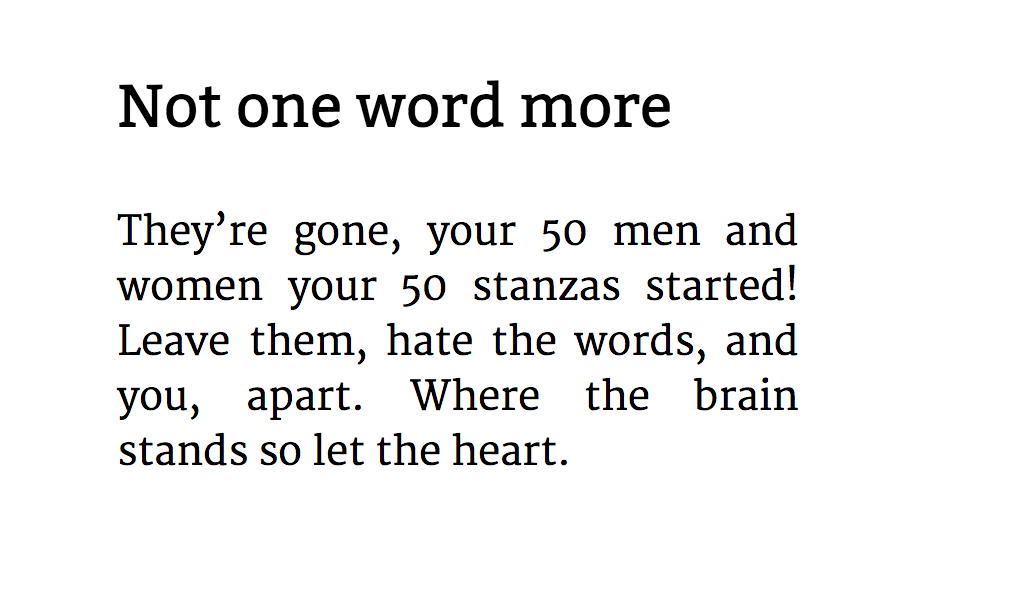 Not one word more
They’re gone, your 50 men and
women your 50 stanzas started!
Leave them, hate the words, and
you, apart. Where the brain
stands so let the heart.